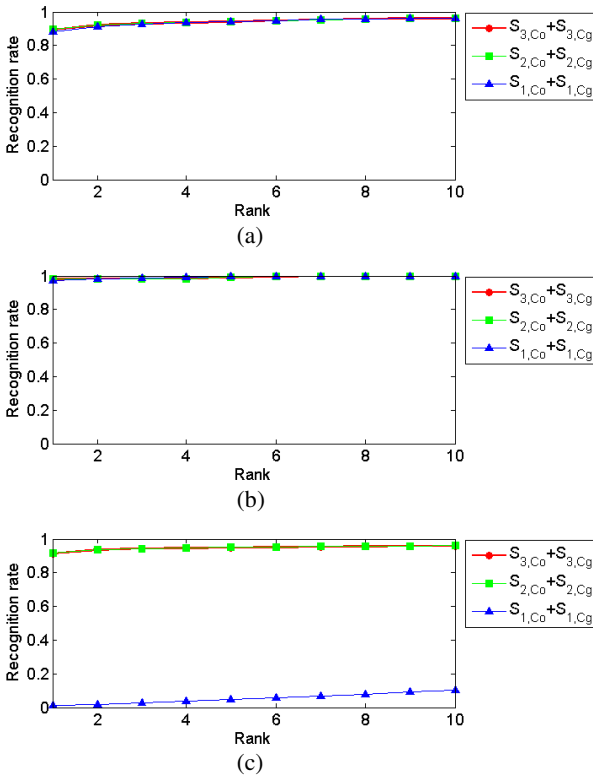 1
0.8
0.6
0.4
0.2
0
Recognition rate
2 4 6 8 10
Rank
S3,Co+S3,Cg
S2,Co+S2,Cg
S1,Co+S1,Cg
(a)
1
0.8
0.6
0.4
0.2
0
Recognition rate
2 4 6 8 10
Rank
S3,Co+S3,Cg
S2,Co+S2,Cg
S1,Co+S1,Cg
(b)
1
0.8
0.6
0.4
0.2
0
Recognition rate
2 4 6 8 10
Rank
S3,Co+S3,Cg
S2,Co+S2,Cg
S1,Co+S1,Cg
(c)